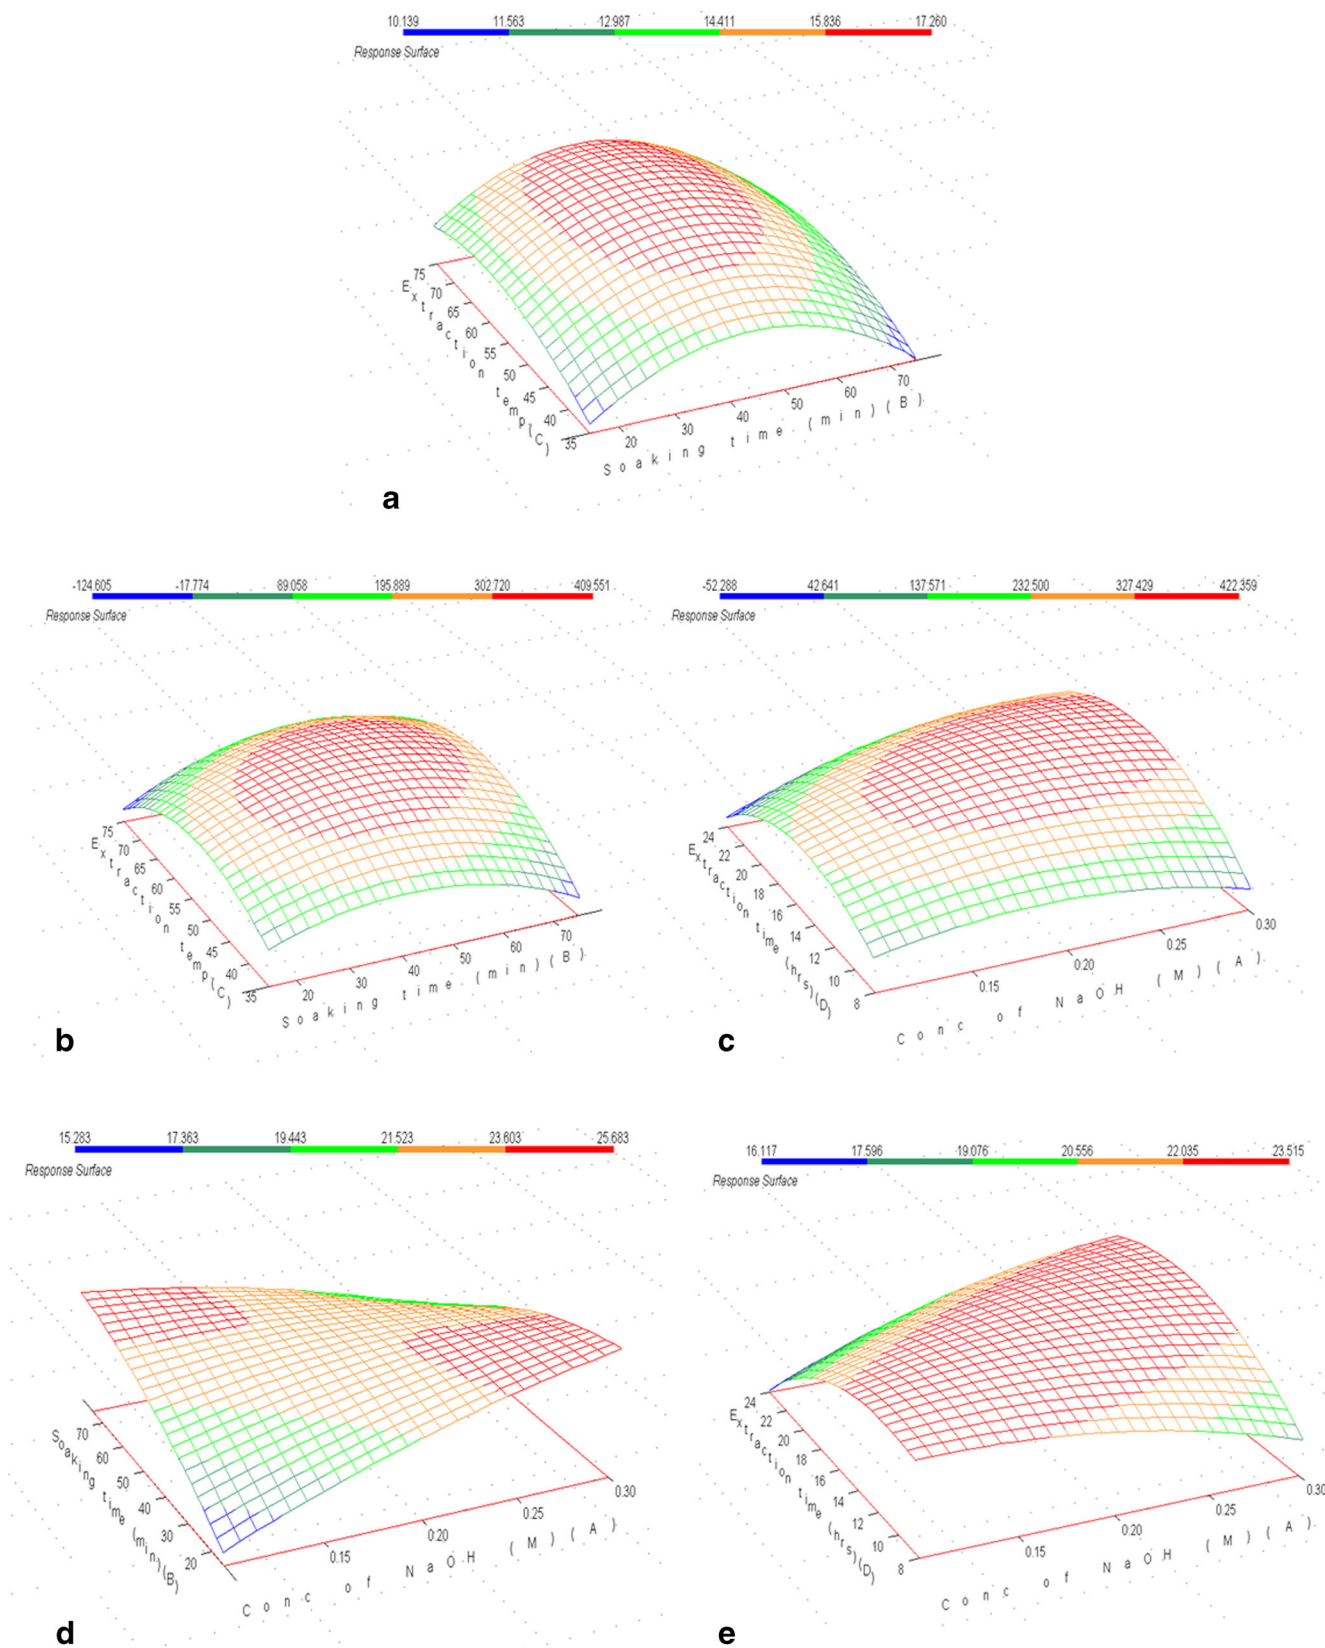 10.139 11.563 12.987 14.411 15.836 17.260
Response Surface
75 70 65 60 55 50 45 40 35
Extraction temp(C)
20 30 40 50 60 70
Soaking time (min)(B)
a
-124.605 -17.774 89.058 195.889 302.720 409.551
Response Surface
75 70 65 60 55 50 45 40 35
Extraction temp(C)
20 30 40 50 60 70
Soaking time (min)(B)
b
-52.288 42.641 137.571 232.500 327.429 422.359
Response Surface
24 22 20 18 16 14 12 10 8
Extraction time (hrs)(D)
0.15 0.20 0.25 0.30
Conc of NaOH (M)(A)
c
15.283 17.363 19.443 21.523 23.603 25.683
Response Surface
70 60 50 40 30 20
Soaking time (min)(B)
0.15 0.20 0.25 0.30
Conc of NaOH (M)(A)
d
16.117 17.596 19.076 20.556 22.035 23.515
Response Surface
24 22 20 18 16 14 12 10 8
Extraction time (hrs)(D)
0.15 0.20 0.25 0.30
Conc of NaOH (M)(A)
e